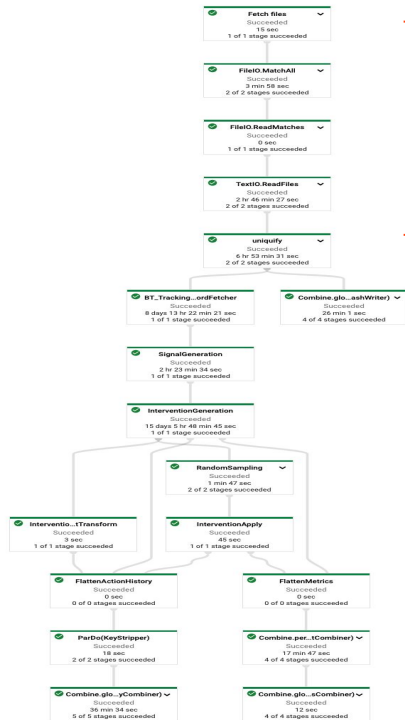 Fetch files
Succeeded
15 sec
1 of 1 stage succeeded
FileIO.MatchAll
Succeeded
3 min 58 sec
2 of 2 stages succeeded
FileIO.ReadMatches
Succeeded
0 sec
1 of 1 stage succeeded
TextIO.ReadFiles
Succeeded
2 hr 46 min 27 sec
2 of 2 stages succeeded
uniquify
Succeeded
6 hr 53 min 31 sec
2 of 2 stages succeeded
BT_Tracking...ordFetcher
Succeeded
8 days 13 hr 22 min 21 sec
1 of 1 stage succeeded
Combine.glo...ashWriter)
Succeeded
26 min 1 sec
4 of 4 stages succeeded
SignalGeneration
Succeeded
2 hr 23 min 34 sec
1 of 1 stage succeeded
InterventionGeneration
Succeeded
15 days 5 hr 48 min 45 sec
1 of 1 stage succeeded
RandomSampling
Succeeded
1 min 47 sec
2 of 2 stages succeeded
Interventio...tTransform
Succeeded
3 sec
1 of 1 stage succeeded
InterventionApply
Succeeded
45 sec
1 of 1 stage succeeded
FlattenActionHistory
Succeeded
0 sec
0 of 0 stages succeeded
FlattenMetrics
Succeeded
0 sec
0 of 0 stages succeeded
ParDo(KeyStripper)
Succeeded
18 sec
2 of 2 stages succeeded
Combine.per...tCombiner)
Succeeded
17 min 47 sec
4 of 4 stages succeeded
Combine.glo...yCombiner)
Succeeded
36 min 34 sec
5 of 5 stages succeeded
Combine.glo...sCombiner)
Succeeded
12 sec
4 of 4 stages succeeded